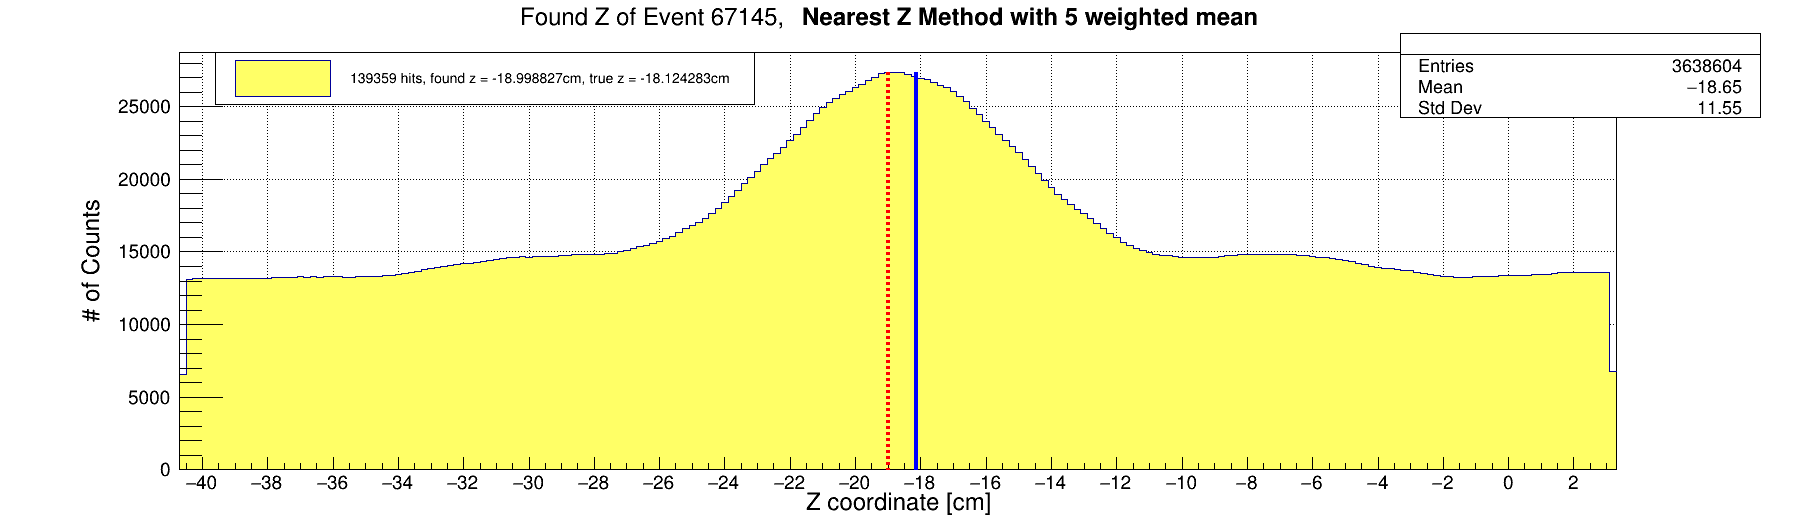 Found Z of Event 67145, Nearest Z Method with 5 weighted mean
139359 hits, found z = -18.998827cm, true z = -18.124283cm
Entries 3638604
Mean −18.65
Std Dev 11.55
# of Counts
25000
20000
15000
10000
5000
0
−40 −38 −36 −34 −32 −30 −28 −26 −24 −22 −20 −18 −16 −14 −12 −10 −8 −6 −4 −2 0 2
Z coordinate [cm]